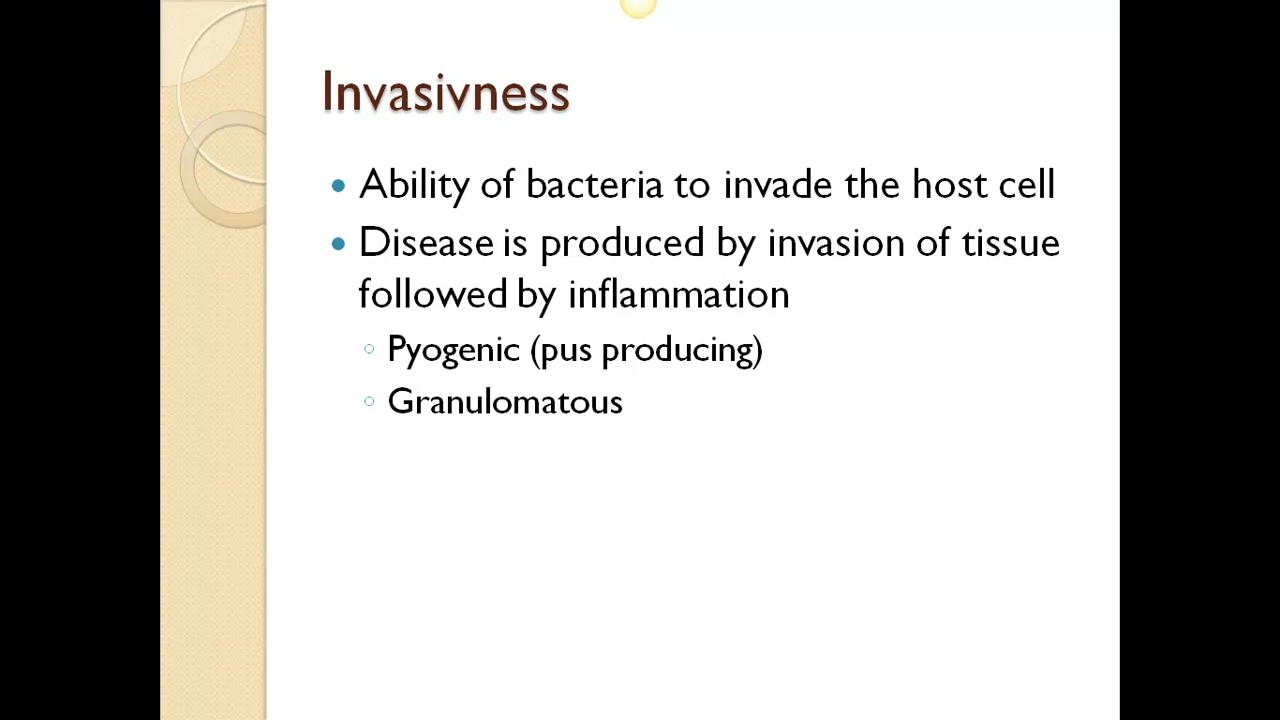 Invasivness
• Ability of bacteria to invade the host cell
• Disease is produced by invasion of tissue
followed by inflammation
◦ Pyogenic (pus producing)
◦ Granulomatous